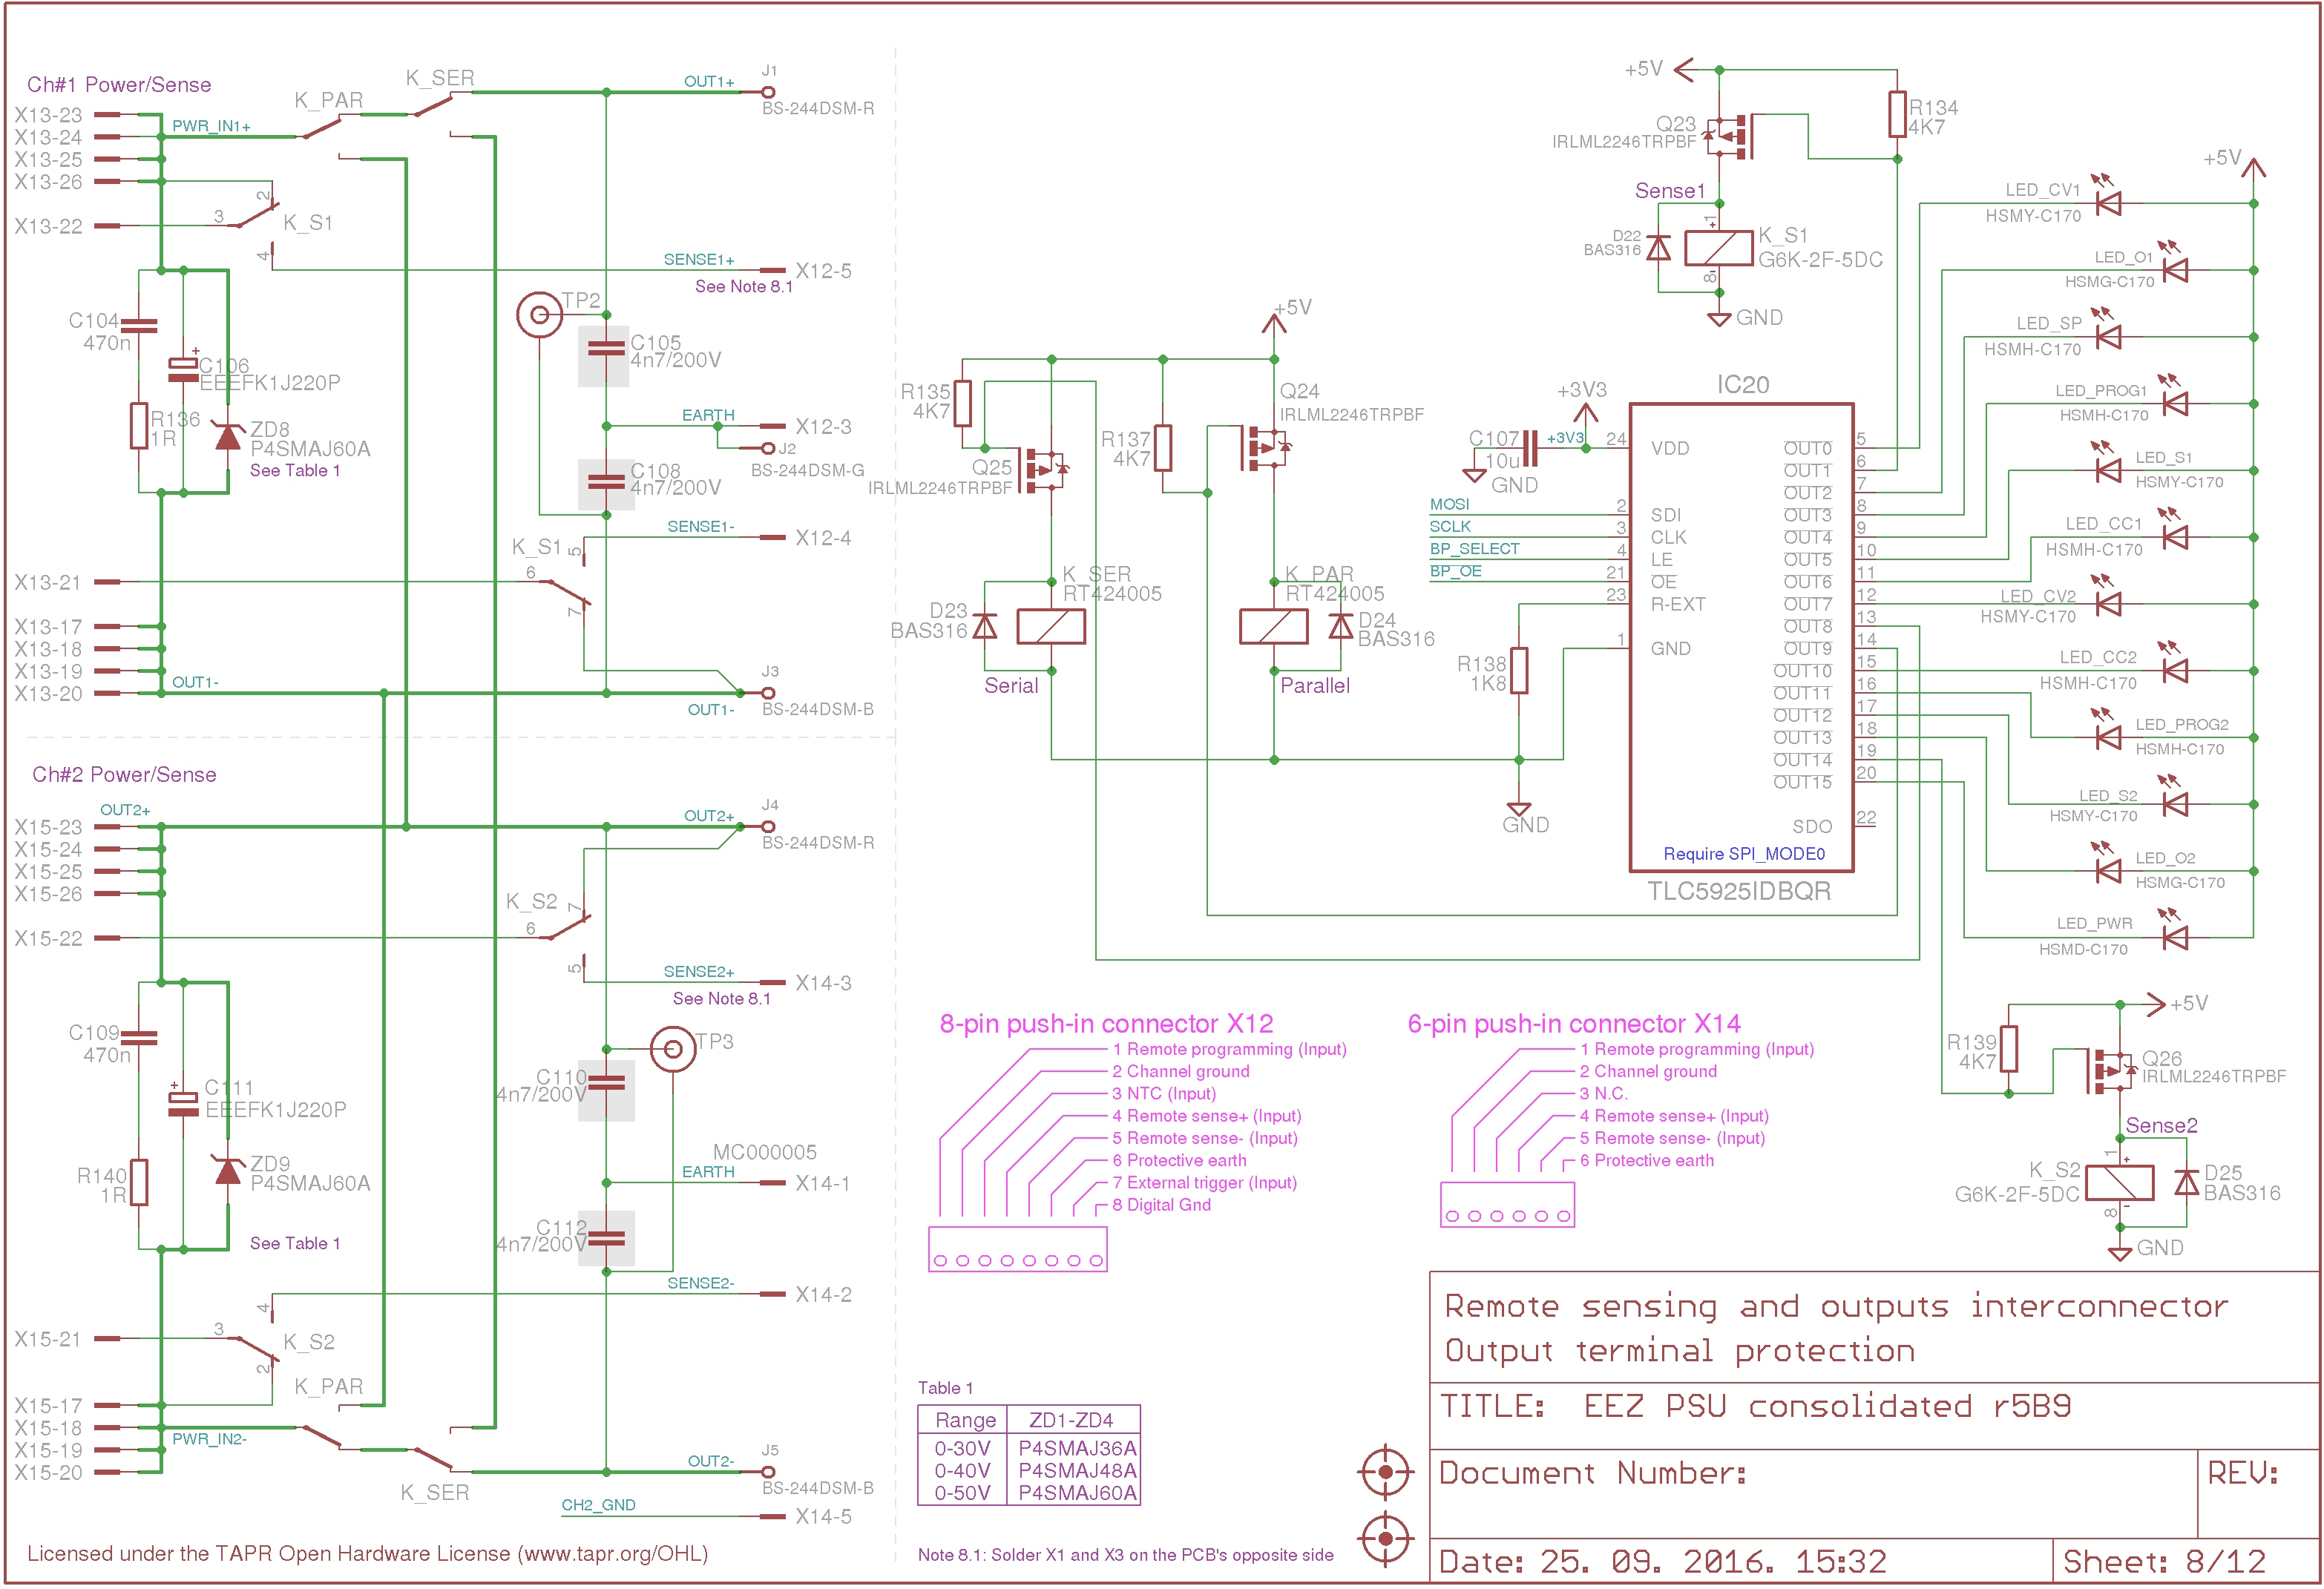 Ch#1 Power/Sense
X13-23
X13-24
X13-25
X13-26
X13-22
PWR_IN1+
K_PAR
K_SER
OUT1+
J1
BS-244DSM-R
2
3
4
K_S1
SENSE1+
X12-5
See Note 8.1
TP2
C104
470n
+
C106
EEEFK1J220P
R136
1R
ZD8
P4SMAJ60A
See Table 1
C105
4n7/200V
EARTH
X12-3
J2
BS-244DSM-G
C108
4n7/200V
SENSE1-
X12-4
K_S1
5
6
7
X13-21
X13-17
X13-18
X13-19
X13-20
OUT1-
J3
OUT1-
BS-244DSM-B
Ch#2 Power/Sense
OUT2+
X15-23
X15-24
X15-25
X15-26
X15-22
OUT2+
J4
BS-244DSM-R
K_S2
7
6
5
SENSE2+
X14-3
See Note 8.1
TP3
C109
470n
+
C111
EEEFK1J220P
R140
1R
ZD9
P4SMAJ60A
See Table 1
C110
4n7/200V
MC000005
EARTH
X14-1
C112
4n7/200V
SENSE2-
X14-2
X15-21
4
3
2
K_S2
K_PAR
X15-17
X15-18
X15-19
X15-20
PWR_IN2-
K_SER
OUT2-
J5
BS-244DSM-B
CH2_GND
X14-5
Licensed under the TAPR Open Hardware License (www.tapr.org/OHL)
+5V
Q23
IRLML2246TRPBF
R134
4K7
Sense1
D22
BAS316
1
+
8
-
K_S1
G6K-2F-5DC
GND
+5V
R135
4K7
Q25
IRLML2246TRPBF
R137
4K7
Q24
IRLML2246TRPBF
K_SER
RT424005
D23
BAS316
Serial
K_PAR
RT424005
D24
BAS316
Parallel
+3V3
C107
10u
+3V3
GND
MOSI
SCLK
BP_SELECT
BP_OE
R138
1K8
GND
IC20
24 VDD
2 SDI
3 CLK
4 LE
21 OE
23 R-EXT
1 GND
OUT0 5
OUT1 6
OUT2 7
OUT3 8
OUT4 9
OUT5 10
OUT6 11
OUT7 12
OUT8 13
OUT9 14
OUT10 15
OUT11 16
OUT12 17
OUT13 18
OUT14 19
OUT15 20
SDO 22
Require SPI_MODE0
TLC5925IDBQR
+5V
LED_CV1
HSMY-C170
LED_O1
HSMG-C170
LED_SP
HSMH-C170
LED_PROG1
HSMH-C170
LED_S1
HSMY-C170
LED_CC1
HSMH-C170
LED_CV2
HSMY-C170
LED_CC2
HSMH-C170
LED_PROG2
HSMH-C170
LED_S2
HSMY-C170
LED_O2
HSMG-C170
LED_PWR
HSMD-C170
+5V
R139
4K7
Q26
IRLML2246TRPBF
Sense2
1
+
8
-
K_S2
G6K-2F-5DC
D25
BAS316
GND
8-pin push-in connector X12
1 Remote programming (Input)
2 Channel ground
3 NTC (Input)
4 Remote sense+ (Input)
5 Remote sense- (Input)
6 Protective earth
7 External trigger (Input)
8 Digital Gnd
6-pin push-in connector X14
1 Remote programming (Input)
2 Channel ground
3 N.C.
4 Remote sense+ (Input)
5 Remote sense- (Input)
6 Protective earth
Table 1
Range ZD1-ZD4
0-30V P4SMAJ36A
0-40V P4SMAJ48A
0-50V P4SMAJ60A
Note 8.1: Solder X1 and X3 on the PCB's opposite side
Remote sensing and outputs interconnector
Output terminal protection
TITLE: EEZ PSU consolidated r5B9
Document Number:
REV:
Date: 25. 09. 2016. 15:32
Sheet: 8/12